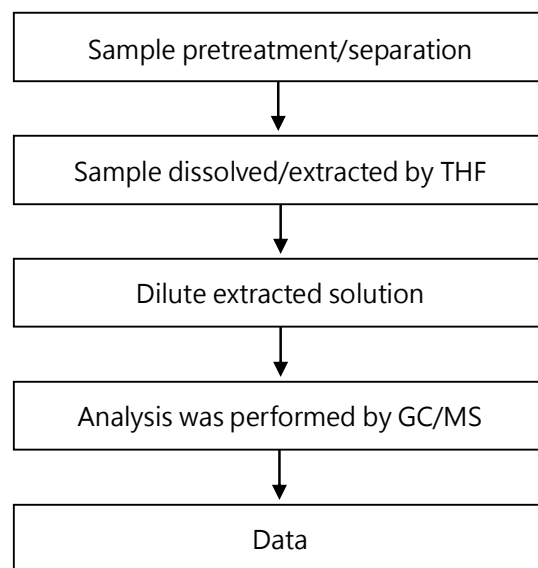 Sample pretreatment/separation
Sample dissolved/extracted by THF
Dilute extracted solution
Analysis was performed by GC/MS
Data